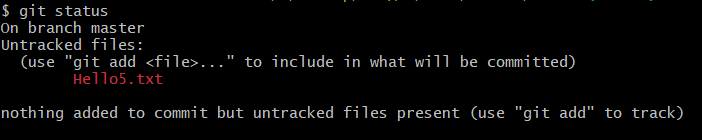 $ git status
On branch master
Untracked files:
  (use "git add <file>..." to include in what will be committed)
        Hello5.txt

nothing added to commit but untracked files present (use "git add" to track)